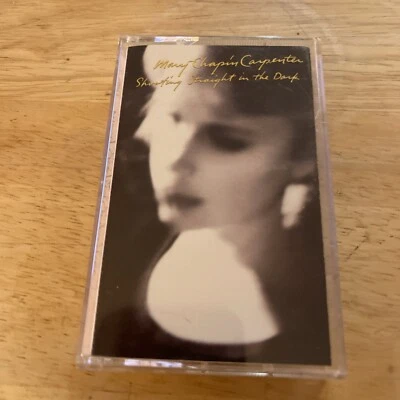 Mary Chapin Carpenter
Shooting Straight in the Dark